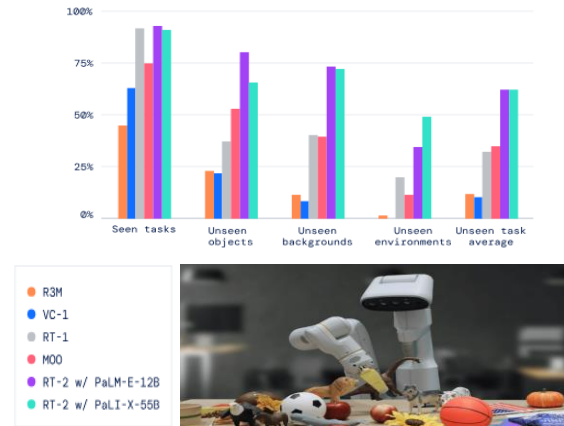 100%
75%
50%
25%
0%
Seen tasks
Unseen
objects
Unseen
backgrounds
Unseen
environments
Unseen task
average
R3M
VC-1
RT-1
MOO
RT-2 w/ PaLM-E-12B
RT-2 w/ PaLI-X-55B